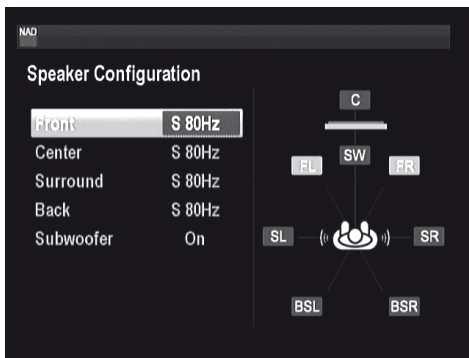 NAD
Speaker Configuration
Front S 80Hz
Center S 80Hz
Surround S 80Hz
Back S 80Hz
Subwoofer On
C
FL SW FR
SL SR
BSL BSR